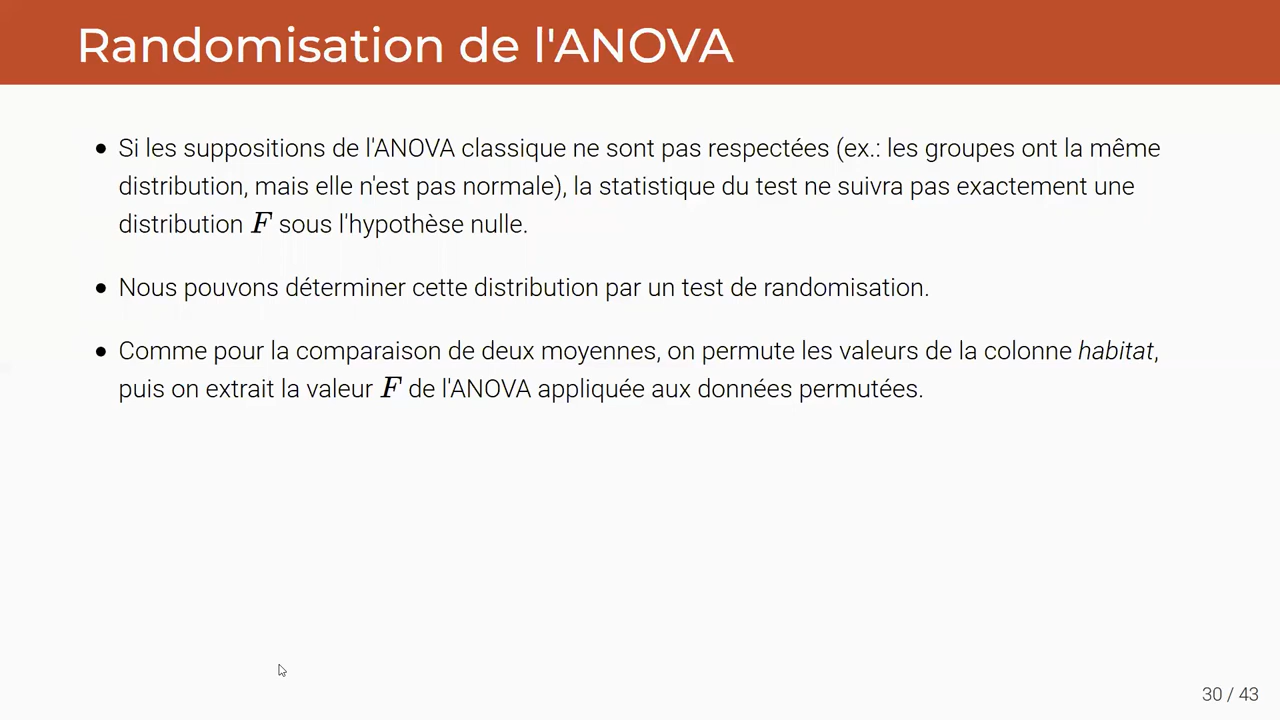 Randomisation de l'ANOVA
• Si les suppositions de l'ANOVA classique ne sont pas respectées (ex.: les groupes ont la même
distribution, mais elle n'est pas normale), la statistique du test ne suivra pas exactement une
distribution F sous l'hypothèse nulle.
• Nous pouvons déterminer cette distribution par un test de randomisation.
• Comme pour la comparaison de deux moyennes, on permute les valeurs de la colonne habitat,
puis on extrait la valeur F de l'ANOVA appliquée aux données permutées.
30 / 43